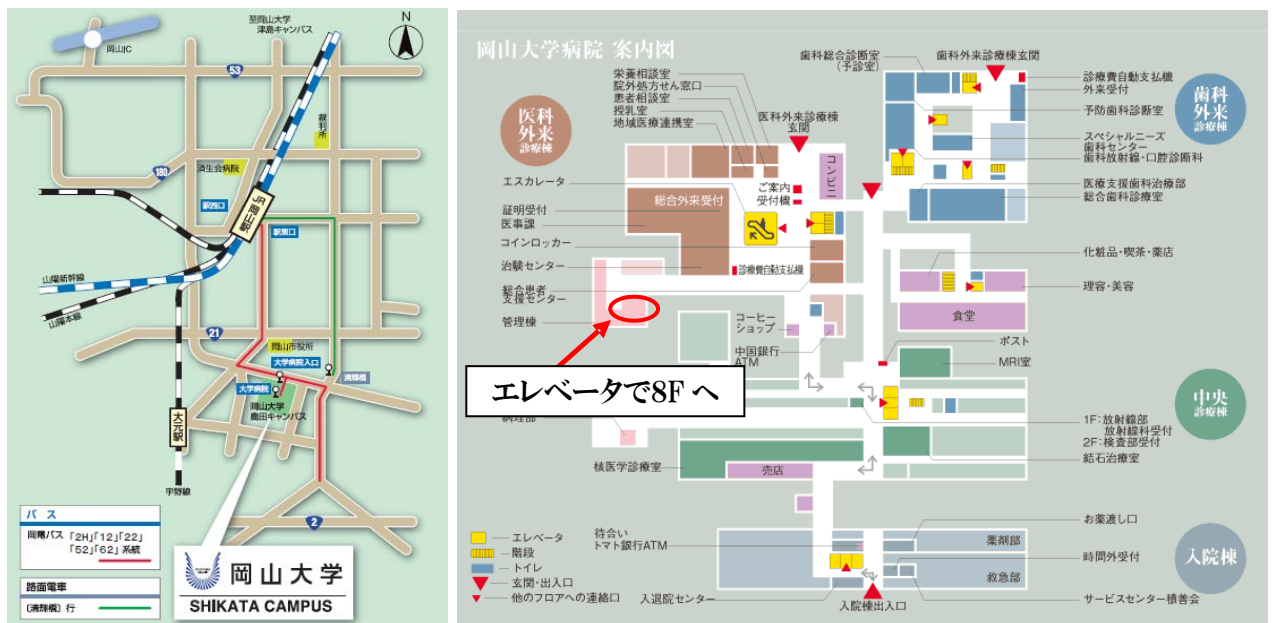 至岡山大学
津島キャンパス
N
岡山IC
53
裁判所
180
済生会病院
駅西口
JR岡山駅
駅東口
山陽新幹線
山陽本線
21
岡山市役所
大学病院入口
清輝橋
大学病院
岡山大学
鹿田キャンパス
大元駅
宇野線
2
バス
岡電バス「2H」「12」「22」
「52」「62」系統
路面電車
〔清輝橋〕行
岡山大学
SHIKATA CAMPUS
岡山大学病院 案内図
医科
外来
診療棟
栄養相談室
院外処方せん窓口
患者相談室
授乳室
地域医療連携室
エスカレータ
証明受付
医事課
コインロッカー
治験センター
総合患者
支援センター
管理棟
総合外来受付
医科外来診療棟
玄関
コンビニ
ご案内
受付機
診療費自動支払機
コーヒー
ショップ
中国銀行
ATM
エレベータで8Fへ
病理部
核医学診療室
売店
歯科総合診断室
(予診室)
歯科外来診療棟玄関
診療費自動支払機
外来受付
予防歯科診断室
スペシャルニーズ
歯科センター
歯科放射線・口腔診断科
医療支援歯科治療部
総合歯科診療室
歯科
外来
診療棟
化粧品・喫茶・薬店
理容・美容
食堂
ポスト
MRI室
中央
診療棟
1F:放射線部
放射線科受付
2F:検査部受付
結石治療室
エレベータ
階段
トイレ
玄関・出入口
他のフロアへの連絡口
待合い
トマト銀行ATM
入退院センター
入院棟出入口
お薬渡し口
薬剤部
時間外受付
救急部
サービスセンター積善会
入院棟